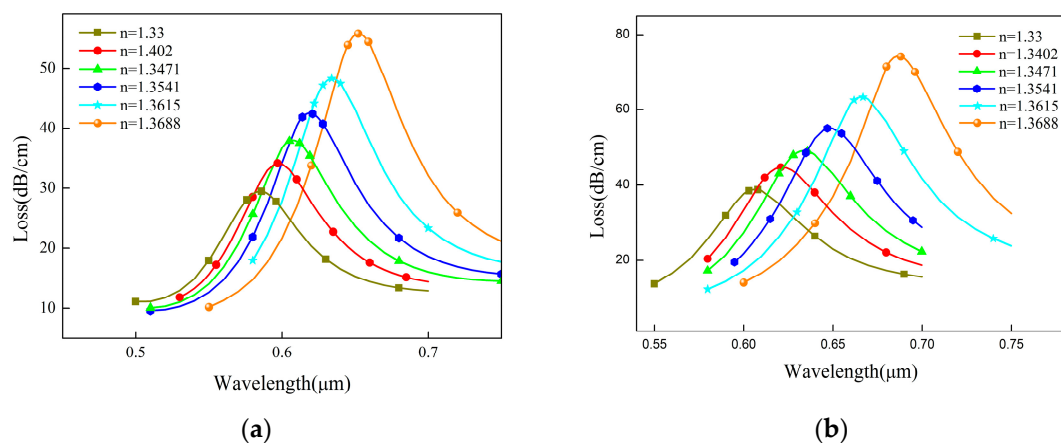 n=1.33
n=1.402
n=1.3471
n=1.3541
n=1.3615
n=1.3688
50
40
30
20
10
Loss(dB/cm)
0.5 0.6 0.7
Wavelength(μm)
(a)
n=1.33
n=1.3402
n=1.3471
n=1.3541
n=1.3615
n=1.3688
80
60
40
20
Loss(dB/cm)
0.55 0.60 0.65 0.70 0.75
Wavelength(μm)
(b)